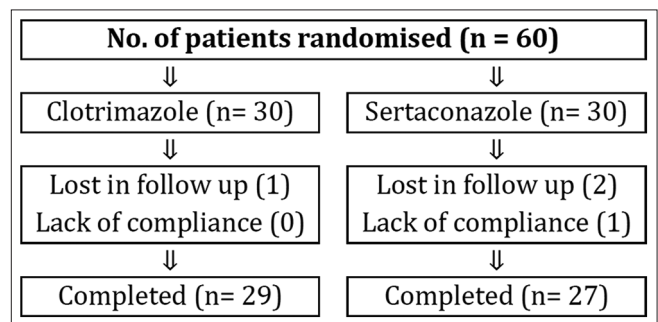 No. of patients randomised (n = 60)
⇓ ⇓
Clotrimazole (n= 30) Sertaconazole (n= 30)
⇓ ⇓
Lost in follow up (1) Lost in follow up (2)
Lack of compliance (0) Lack of compliance (1)
⇓ ⇓
Completed (n= 29) Completed (n= 27)